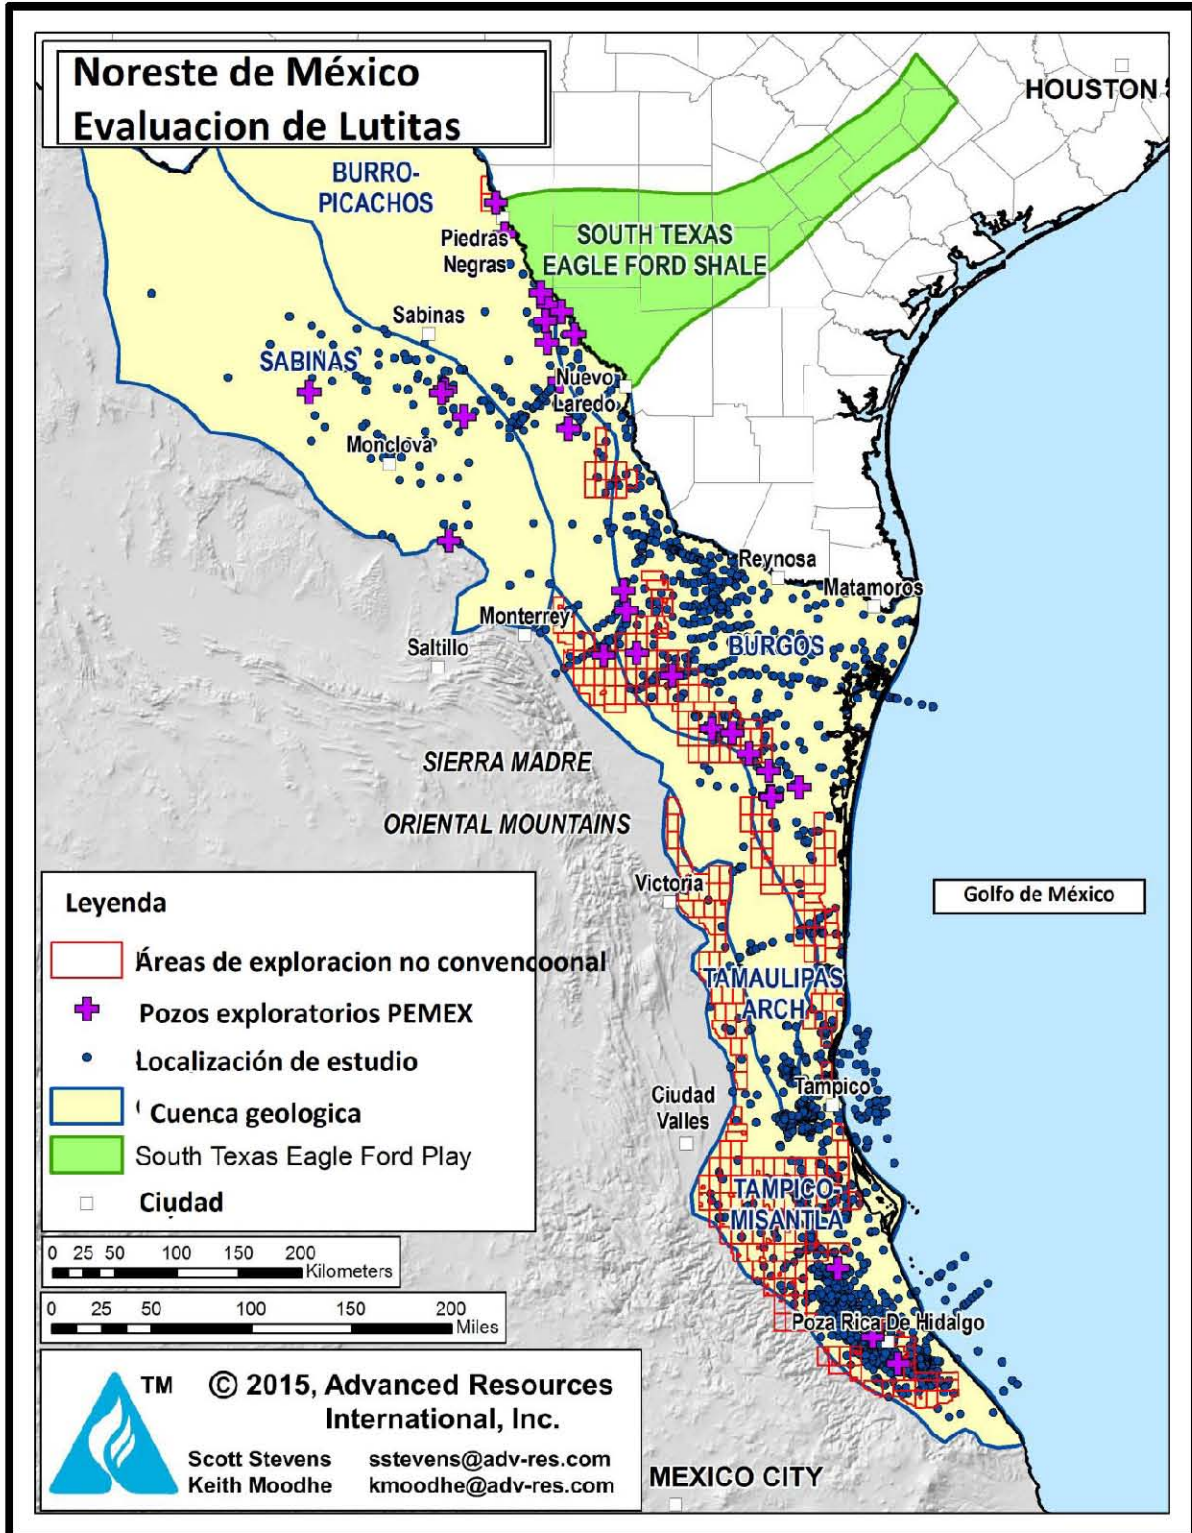 Noreste de México
Evaluacion de Lutitas
HOUSTON
BURRO-
PICACHOS
Piedras
Negras
SOUTH TEXAS
EAGLE FORD SHALE
Sabinas
SABINAS
Nuevo
Laredo
Monclova
Reynosa
Matamoros
Monterrey
BURGOS
Saltillo
SIERRA MADRE
ORIENTAL MOUNTAINS
Victoria
Golfo de México
TAMAULIPAS
ARCH
Ciudad
Valles
Tampico
TAMPICO-
MISANTLA
Poza Rica De Hidalgo
MEXICO CITY
Leyenda
Áreas de exploracion no convencoonal
Pozos exploratorios PEMEX
Localización de estudio
Cuenca geologica
South Texas Eagle Ford Play
Ciudad
0 25 50 100 150 200
Kilometers
0 25 50 100 150 200
Miles
TM © 2015, Advanced Resources
International, Inc.
Scott Stevens sstevens@adv-res.com
Keith Moodhe kmoodhe@adv-res.com